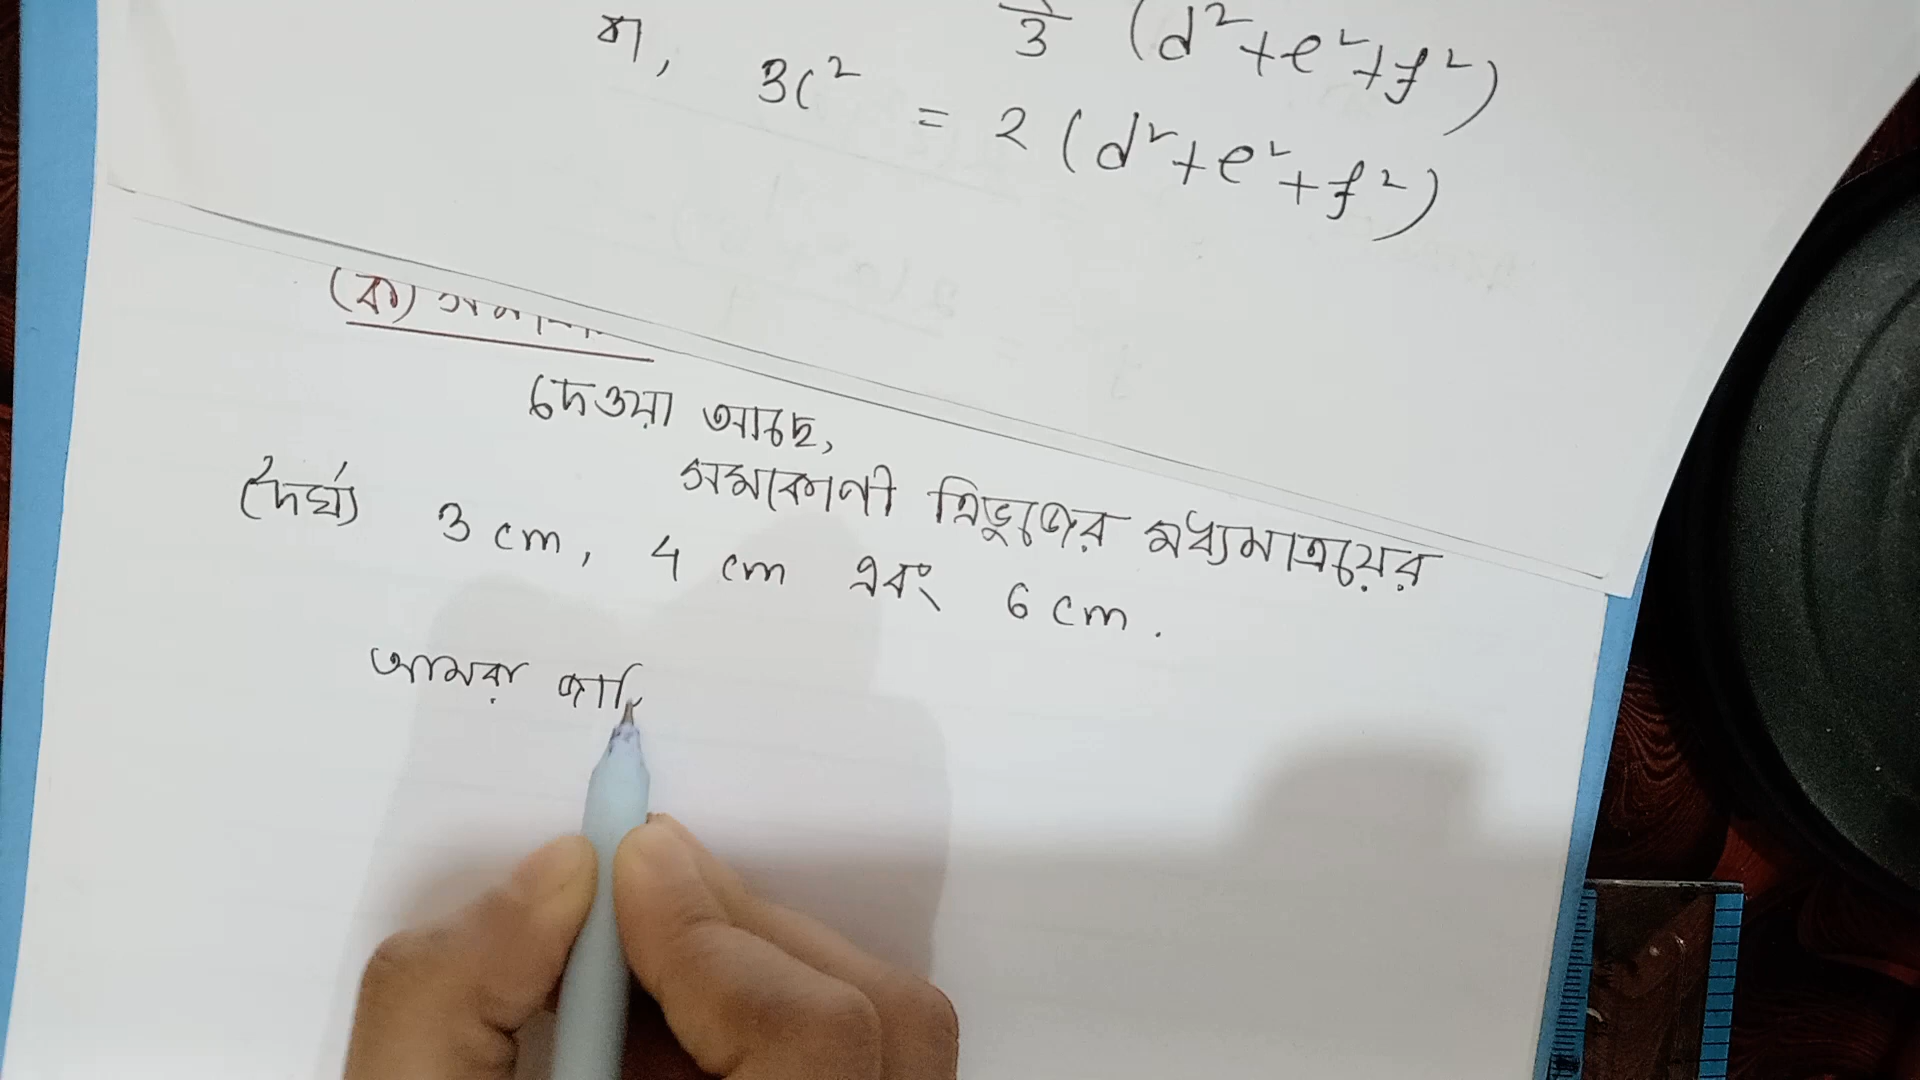 3 (d²+e²+f²)
বা, 3c² = 2 (d²+e²+f²)
(ক)
দেওয়া আছে,
সমকোণী ত্রিভুজের মধ্যমাত্রয়ের
দৈর্ঘ্য 3 cm, 4 cm এবং 6 cm.
আমরা জানি